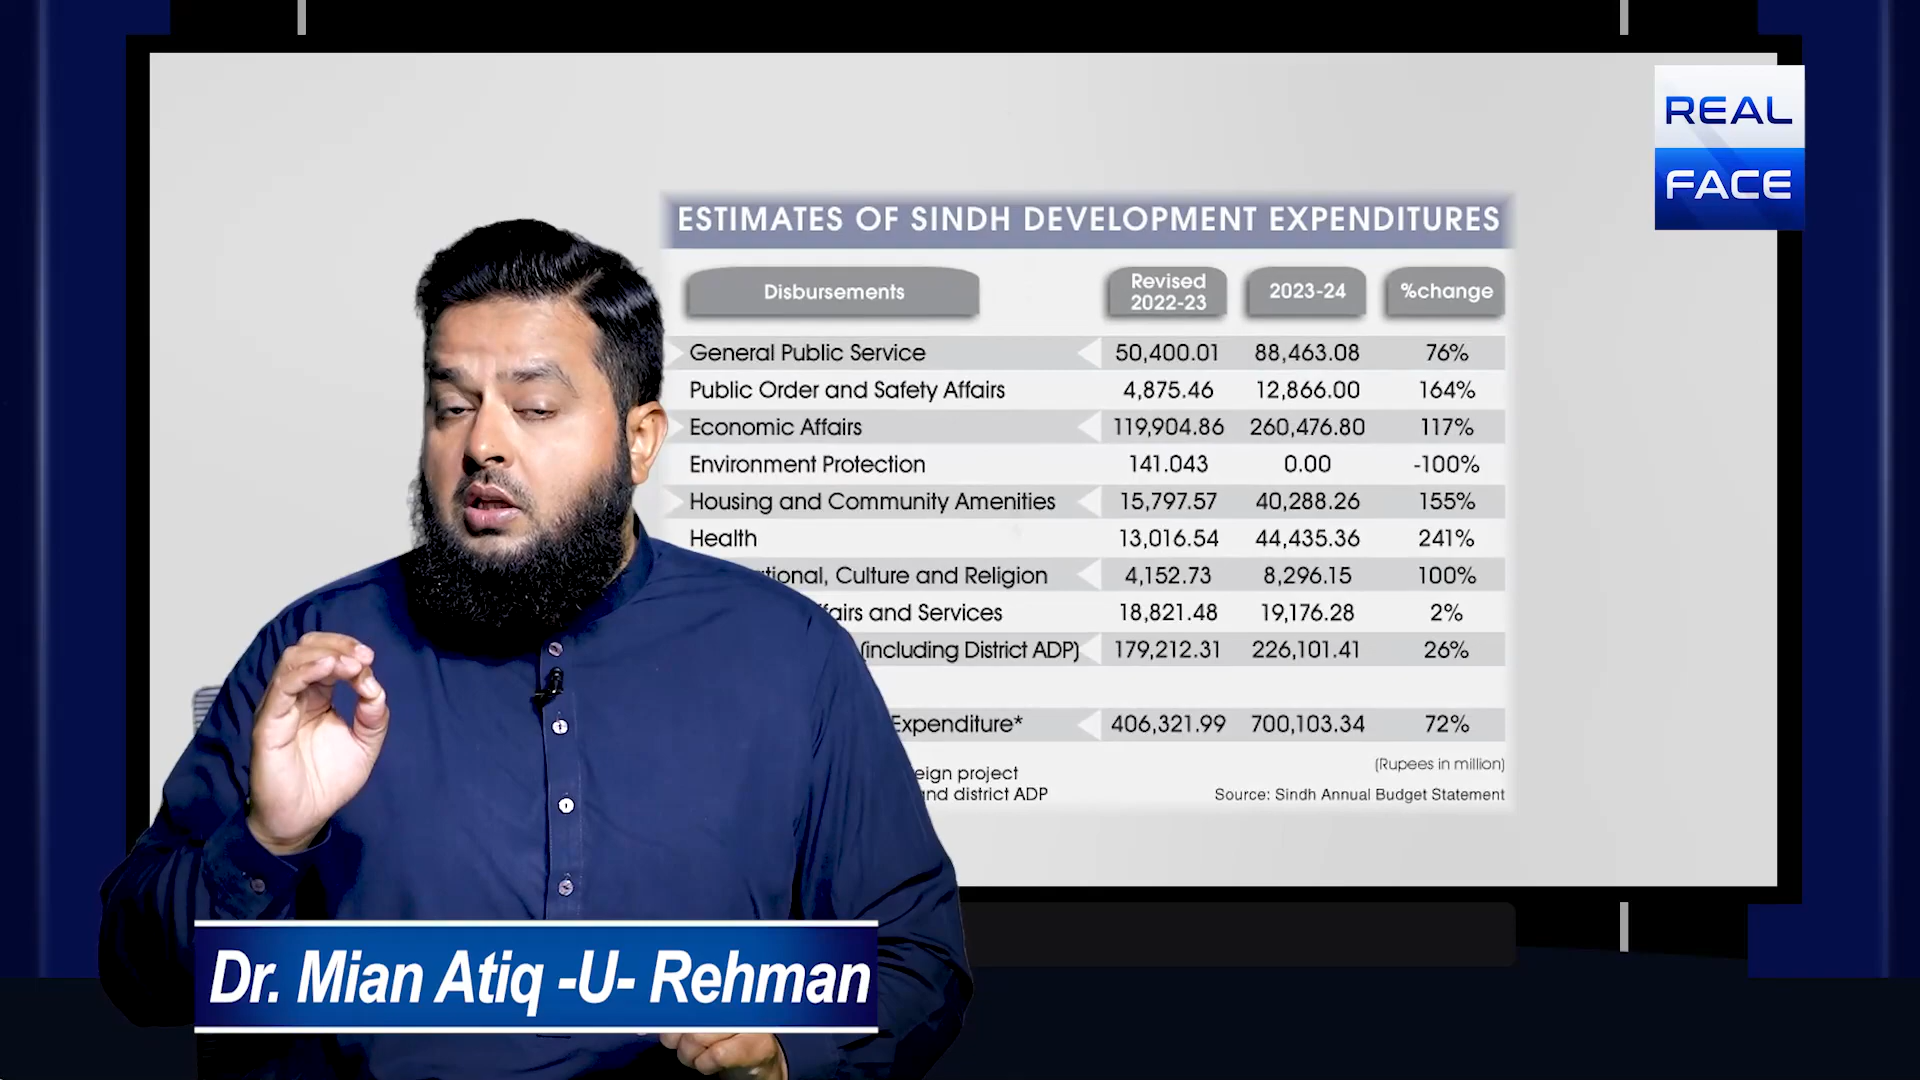 REAL
FACE
ESTIMATES OF SINDH DEVELOPMENT EXPENDITURES
Disbursements Revised 2022-23 2023-24 %change
General Public Service 50,400.01 88,463.08 76%
Public Order and Safety Affairs 4,875.46 12,866.00 164%
Economic Affairs 119,904.86 260,476.80 117%
Environment Protection 141.043 0.00 -100%
Housing and Community Amenities 15,797.57 40,288.26 155%
Health 13,016.54 44,435.36 241%
Culture and Religion 4,152.73 8,296.15 100%
and Services 18,821.48 19,176.28 2%
(including District ADP) 179,212.31 226,101.41 26%
Expenditure* 406,321.99 700,103.34 72%
(Rupees in million)
project
district ADP Source: Sindh Annual Budget Statement
Dr. Mian Atiq -U- Rehman